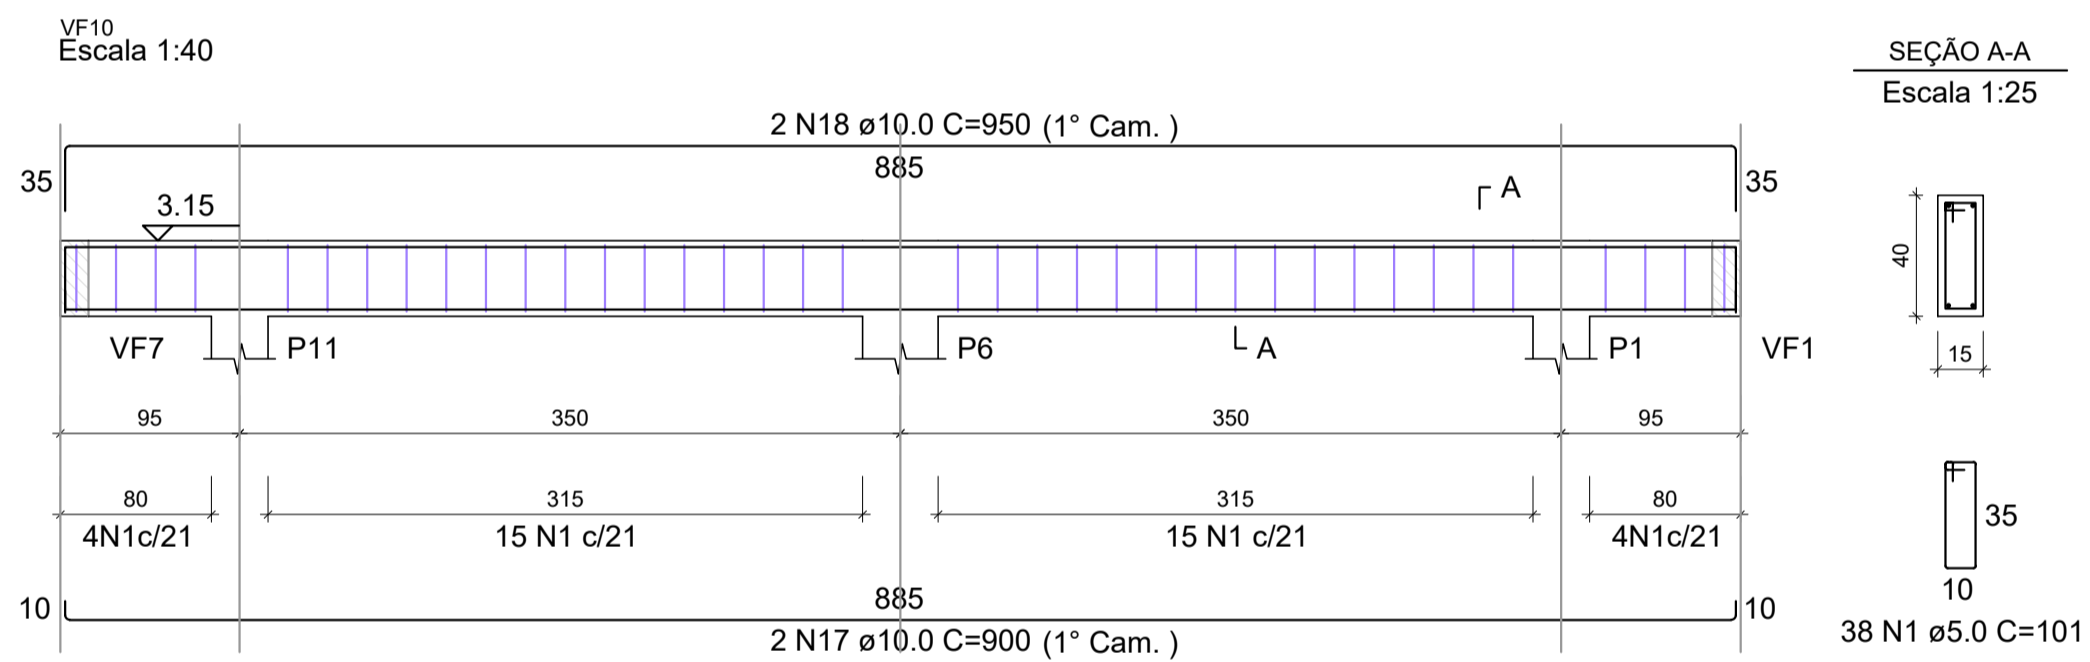 VF10
Escala 1:40
SEÇÃO A-A
Escala 1:25
2 N18 ø10.0 C=950 (1° Cam. )
885
35
35
A
3.15
40
15
VF7
P11
P6
A
P1
VF1
95
350
350
95
80
315
315
80
4N1c/21
15 N1 c/21
15 N1 c/21
4N1c/21
35
10
38 N1 ø5.0 C=101
10
885
10
2 N17 ø10.0 C=900 (1° Cam. )